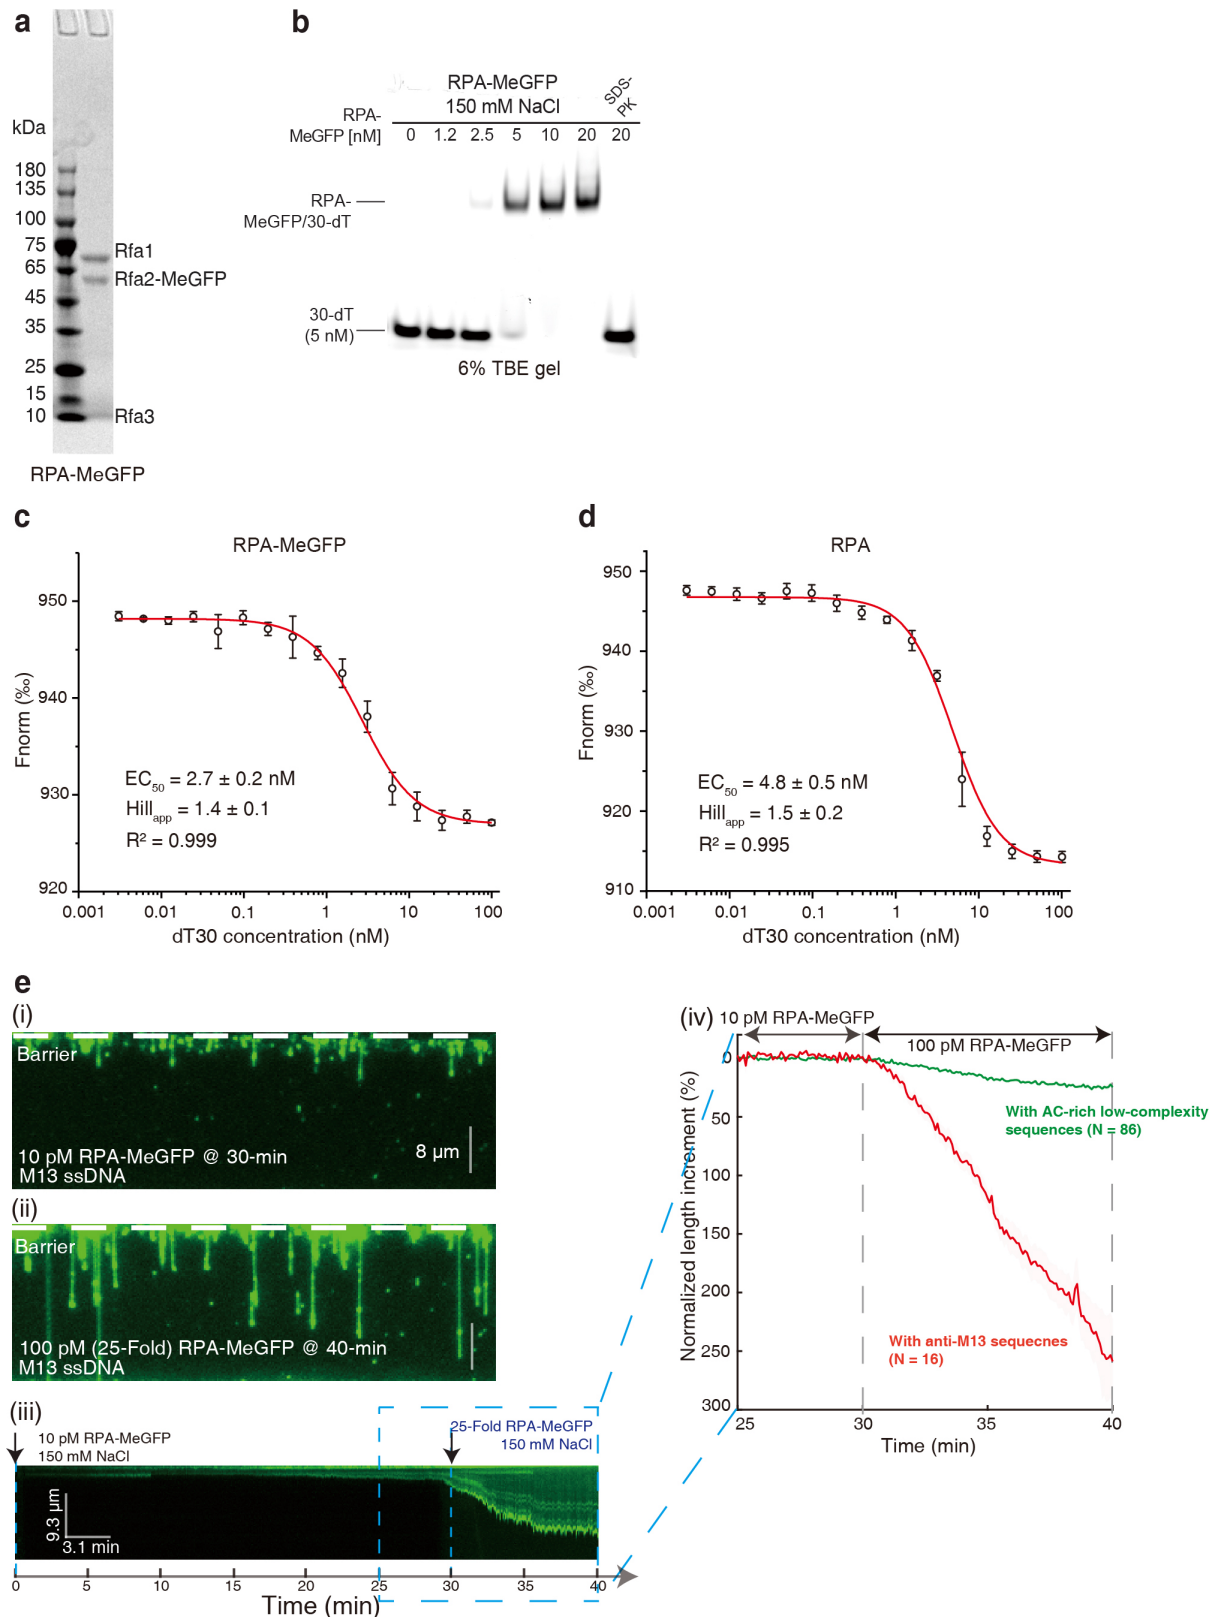 a
kDa
180
135
100
75
65
45
35
25
15
10
Rfa1
Rfa2-MeGFP
Rfa3
RPA-MeGFP
b
RPA-MeGFP
150 mM NaCl
SDS-
PK
RPA-
MeGFP [nM]
0 1.2 2.5 5 10 20 20
RPA-
MeGFP/30-dT
30-dT
(5 nM)
6% TBE gel
c
RPA-MeGFP
Fnorm (‰)
950
940
930
920
EC50 = 2.7 ± 0.2 nM
Hillapp = 1.4 ± 0.1
R² = 0.999
0.001 0.01 0.1 1 10 100
dT30 concentration (nM)
d
RPA
Fnorm (‰)
950
940
930
920
910
EC50 = 4.8 ± 0.5 nM
Hillapp = 1.5 ± 0.2
R² = 0.995
0.001 0.01 0.1 1 10 100
dT30 concentration (nM)
e
(i)
Barrier
10 pM RPA-MeGFP @ 30-min
M13 ssDNA
8 µm
(ii)
Barrier
100 pM (25-Fold) RPA-MeGFP @ 40-min
M13 ssDNA
(iii)
10 pM RPA-MeGFP
150 mM NaCl
25-Fold RPA-MeGFP
150 mM NaCl
9.3 µm
3.1 min
0 5 10 15 20 25 30 35 40
Time (min)
(iv)
10 pM RPA-MeGFP
100 pM RPA-MeGFP
Normalized length increment (%)
0
50
100
150
200
250
300
With AC-rich low-complexity
sequences (N = 86)
With anti-M13 sequecnes
(N = 16)
25 30 35 40
Time (min)